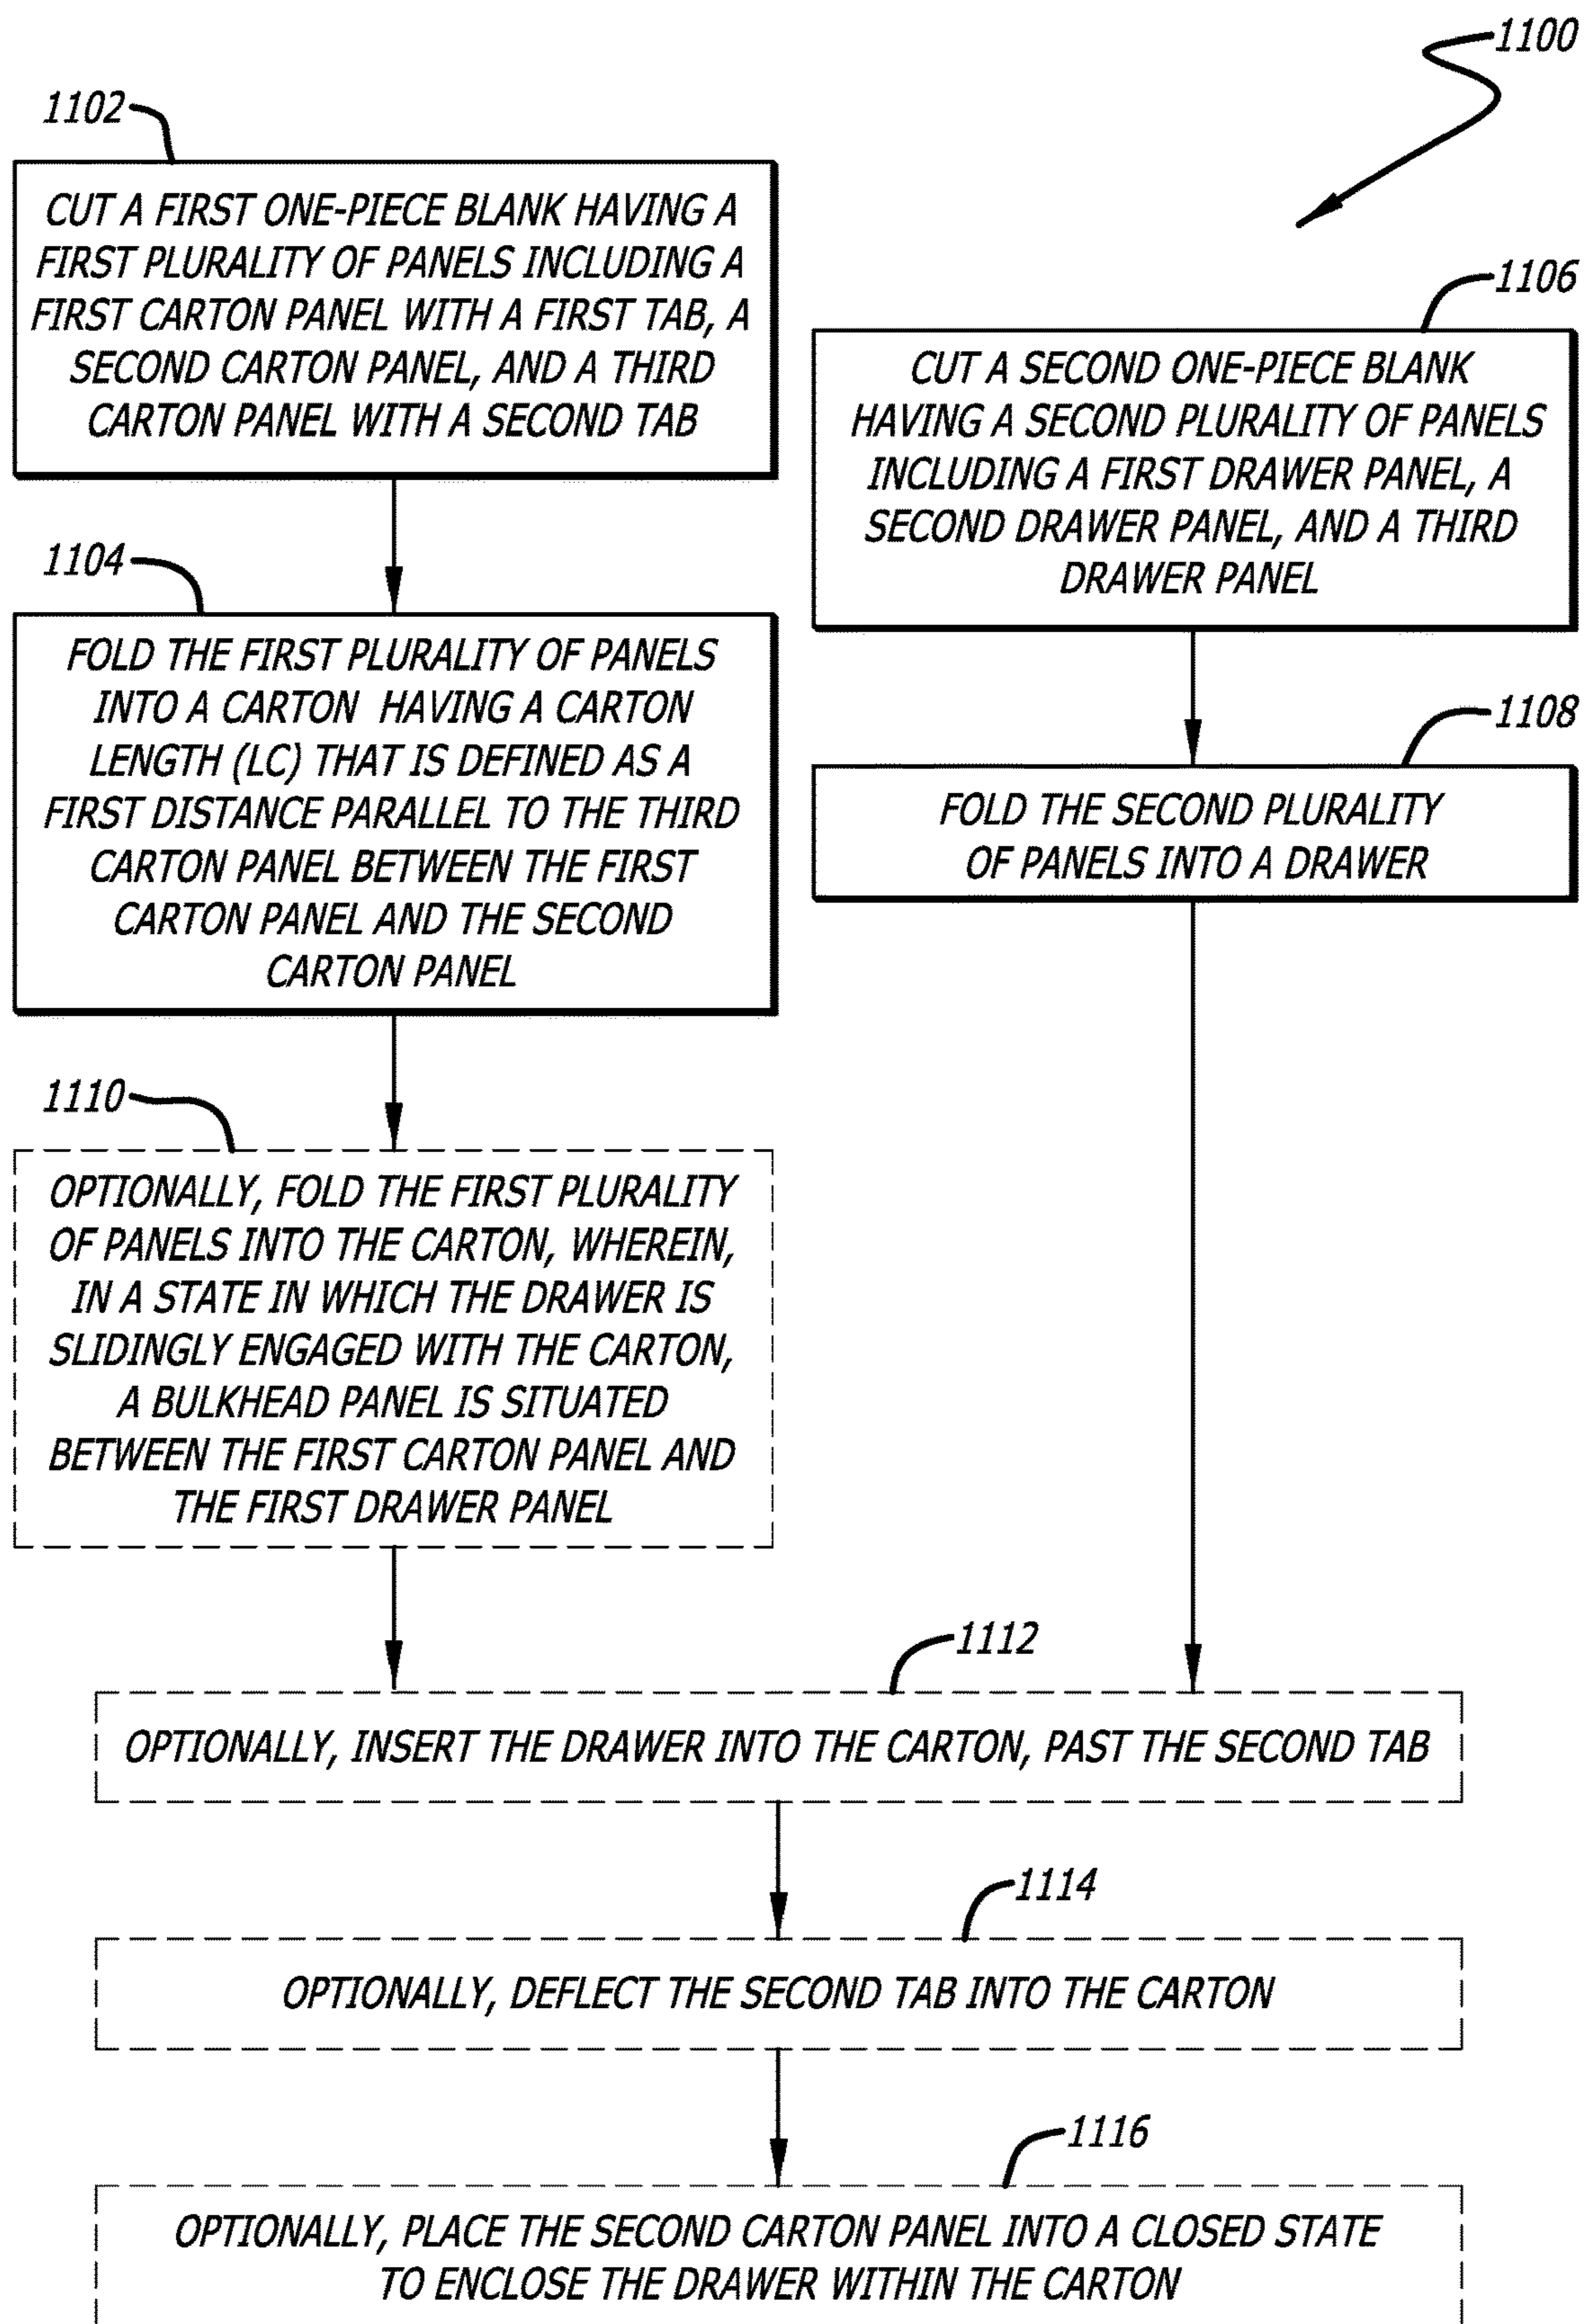 1100
1102
CUT A FIRST ONE-PIECE BLANK HAVING A
FIRST PLURALITY OF PANELS INCLUDING A
FIRST CARTON PANEL WITH A FIRST TAB, A
SECOND CARTON PANEL, AND A THIRD
CARTON PANEL WITH A SECOND TAB
1106
CUT A SECOND ONE-PIECE BLANK
HAVING A SECOND PLURALITY OF PANELS
INCLUDING A FIRST DRAWER PANEL, A
SECOND DRAWER PANEL, AND A THIRD
DRAWER PANEL
1104
FOLD THE FIRST PLURALITY OF PANELS
INTO A CARTON HAVING A CARTON
LENGTH (LC) THAT IS DEFINED AS A
FIRST DISTANCE PARALLEL TO THE THIRD
CARTON PANEL BETWEEN THE FIRST
CARTON PANEL AND THE SECOND
CARTON PANEL
1108
FOLD THE SECOND PLURALITY
OF PANELS INTO A DRAWER
1110
OPTIONALLY, FOLD THE FIRST PLURALITY
OF PANELS INTO THE CARTON, WHEREIN,
IN A STATE IN WHICH THE DRAWER IS
SLIDINGLY ENGAGED WITH THE CARTON,
A BULKHEAD PANEL IS SITUATED
BETWEEN THE FIRST CARTON PANEL AND
THE FIRST DRAWER PANEL
1112
OPTIONALLY, INSERT THE DRAWER INTO THE CARTON, PAST THE SECOND TAB
1114
OPTIONALLY, DEFLECT THE SECOND TAB INTO THE CARTON
1116
OPTIONALLY, PLACE THE SECOND CARTON PANEL INTO A CLOSED STATE
TO ENCLOSE THE DRAWER WITHIN THE CARTON